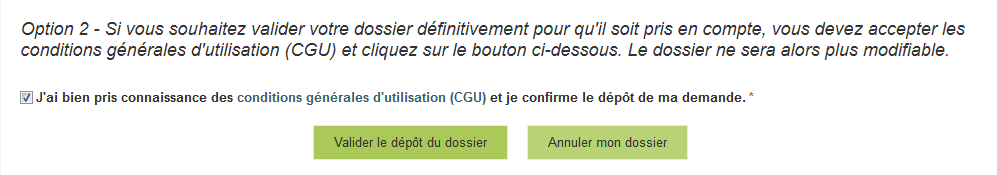 Option 2 - Si vous souhaitez valider votre dossier définitivement pour qu'il soit pris en compte, vous devez accepter les
conditions générales d'utilisation (CGU) et cliquez sur le bouton ci-dessous. Le dossier ne sera alors plus modifiable.
J'ai bien pris connaissance des conditions générales d'utilisation (CGU) et je confirme le dépôt de ma demande. *
Valider le dépôt du dossier
Annuler mon dossier